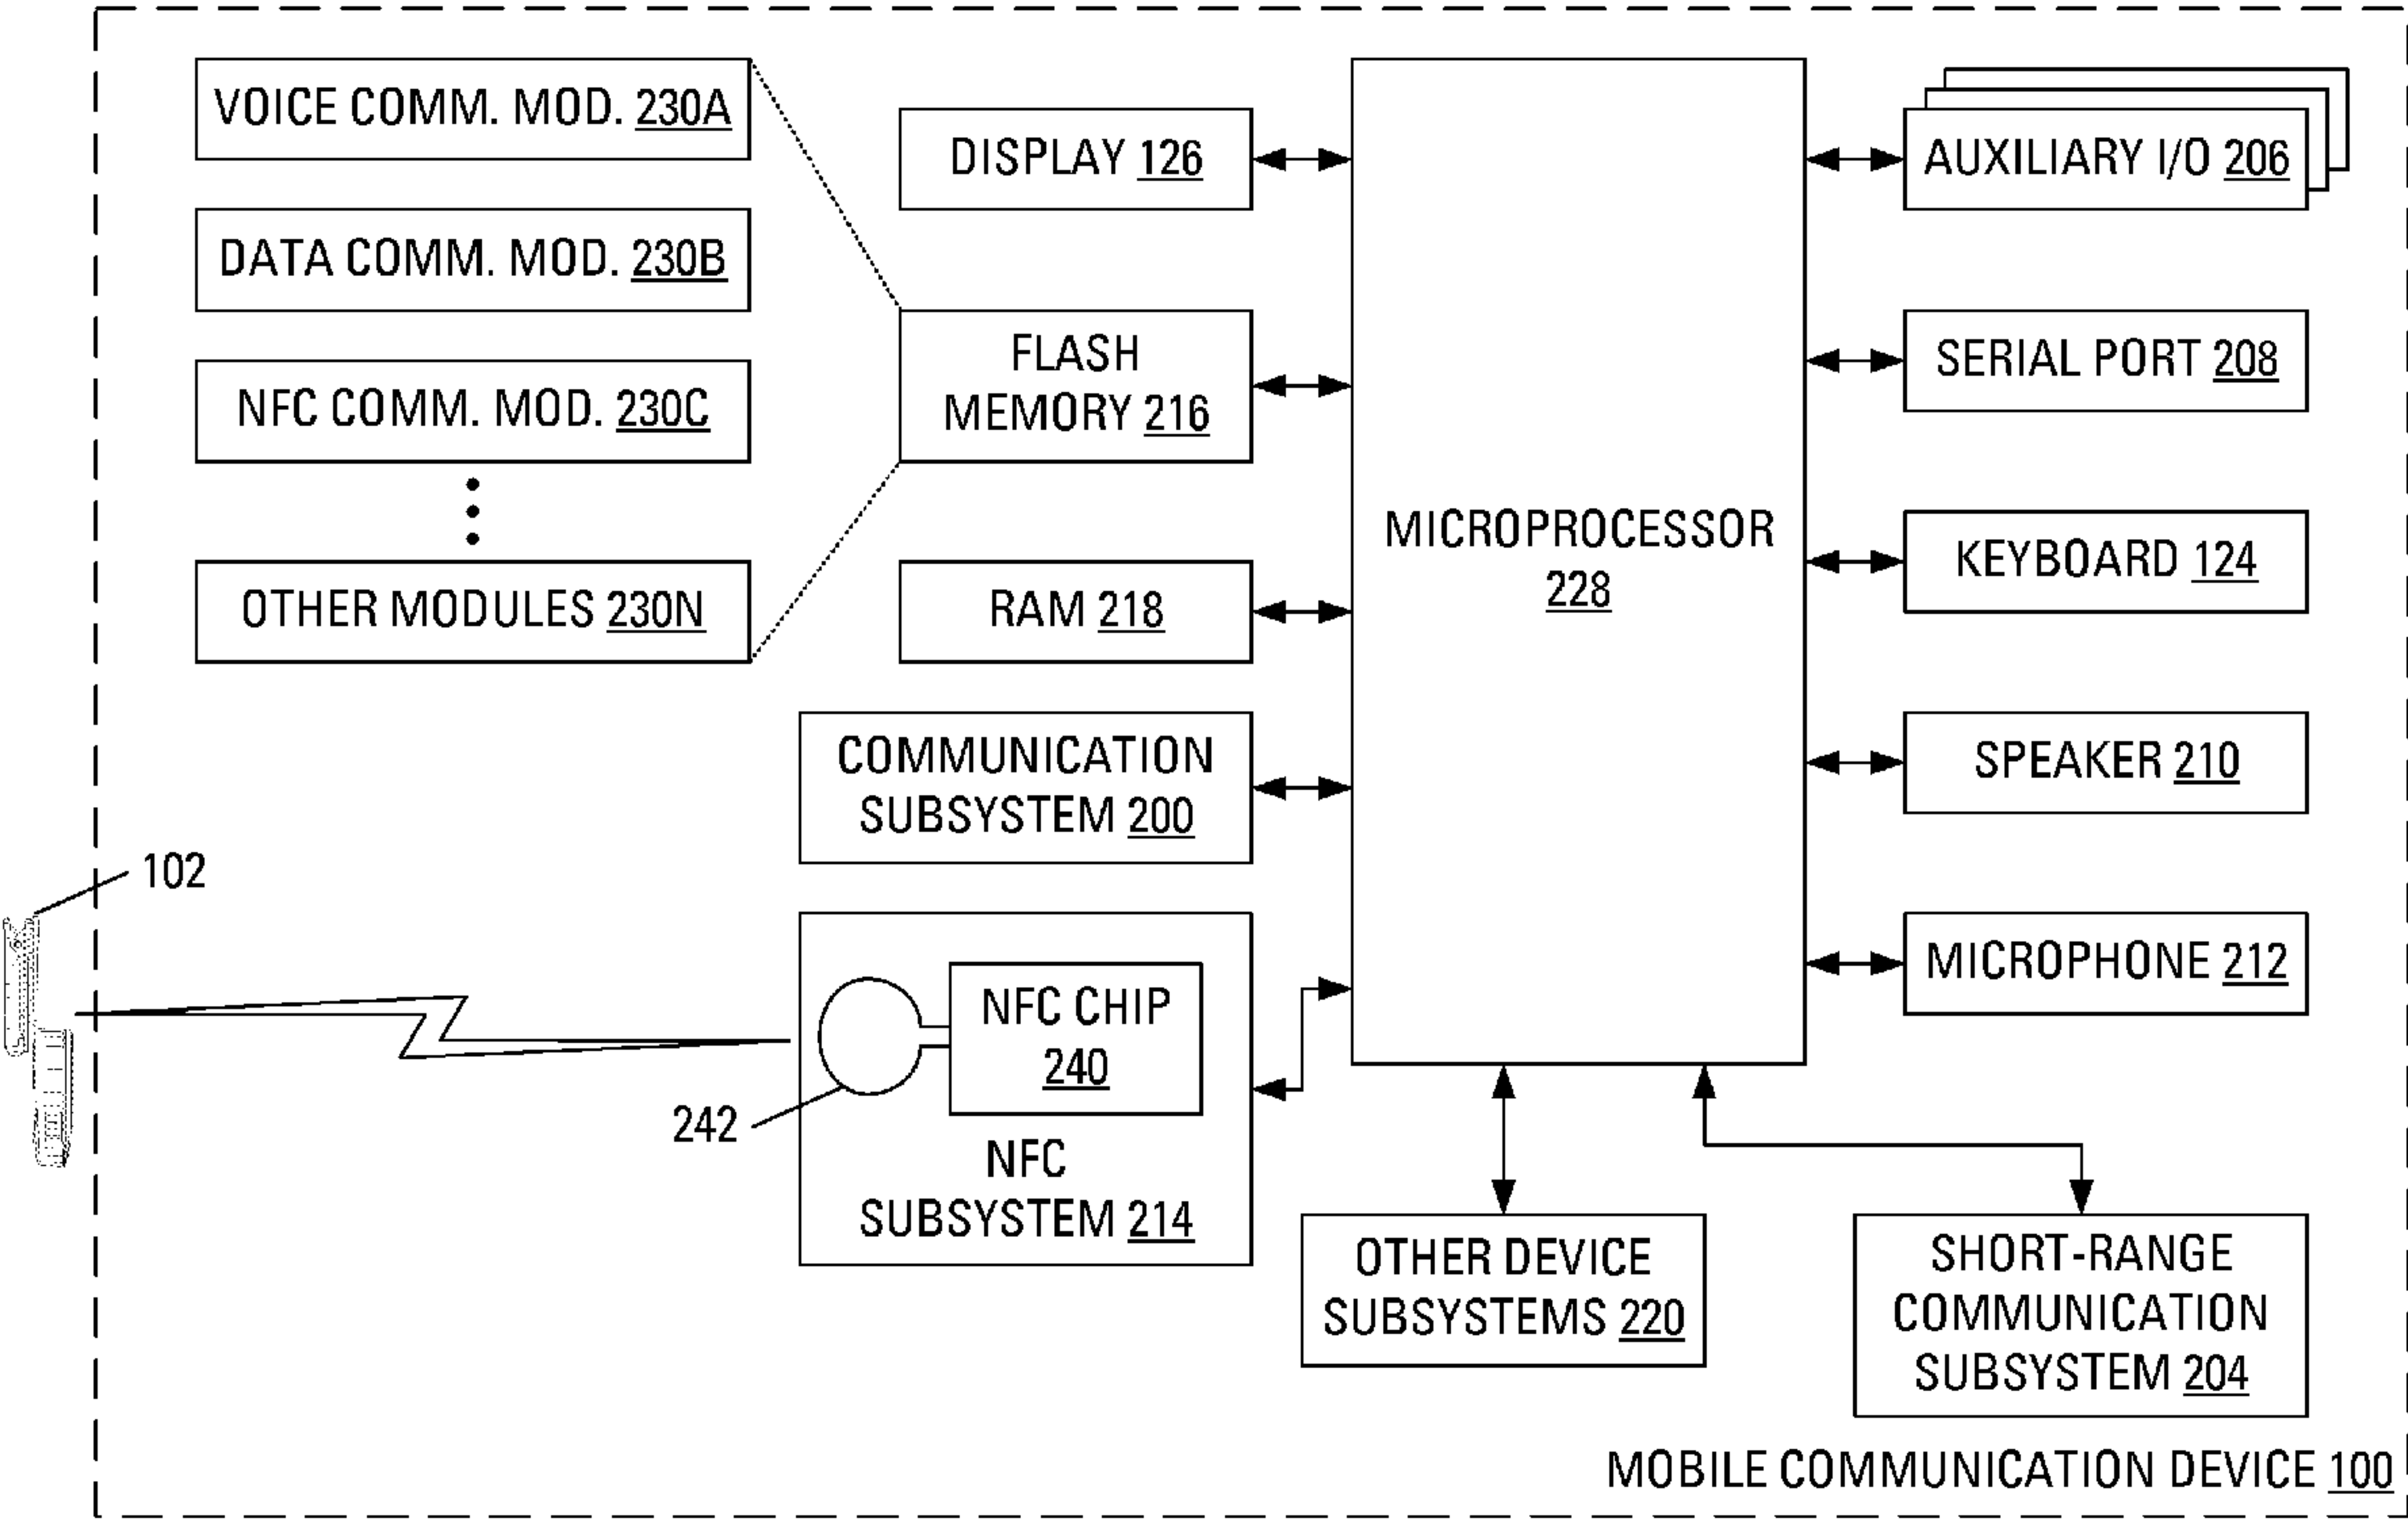 VOICE COMM. MOD. 230A
DATA COMM. MOD. 230B
NFC COMM. MOD. 230C
OTHER MODULES 230N
DISPLAY 126
FLASH
MEMORY 216
RAM 218
COMMUNICATION
SUBSYSTEM 200
102
NFC CHIP
240
242
NFC
SUBSYSTEM 214
MICROPROCESSOR
228
AUXILIARY I/O 206
SERIAL PORT 208
KEYBOARD 124
SPEAKER 210
MICROPHONE 212
OTHER DEVICE
SUBSYSTEMS 220
SHORT-RANGE
COMMUNICATION
SUBSYSTEM 204
MOBILE COMMUNICATION DEVICE 100